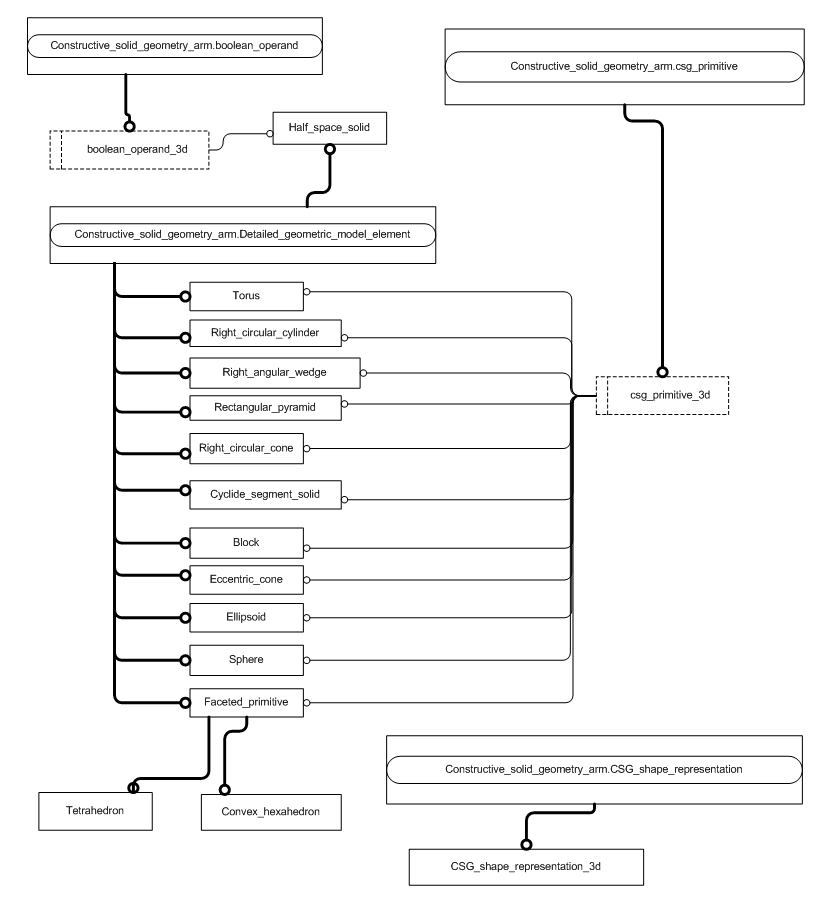 Constructive_solid_geometry_arm.boolean_operand
Constructive_solid_geometry_arm.csg_primitive
Half_space_solid
boolean_operand_3d
Constructive_solid_geometry_arm.Detailed_geometric_model_element
Torus
Right_circular_cylinder
Right_angular_wedge
csg_primitive_3d
Rectangular_pyramid
Right_circular_cone
Cyclide_segment_solid
Block
Eccentric_cone
Ellipsoid
Sphere
Faceted_primitive
Constructive_solid_geometry_arm.CSG_shape_representation
Tetrahedron
Convex_hexahedron
CSG_shape_representation_3d